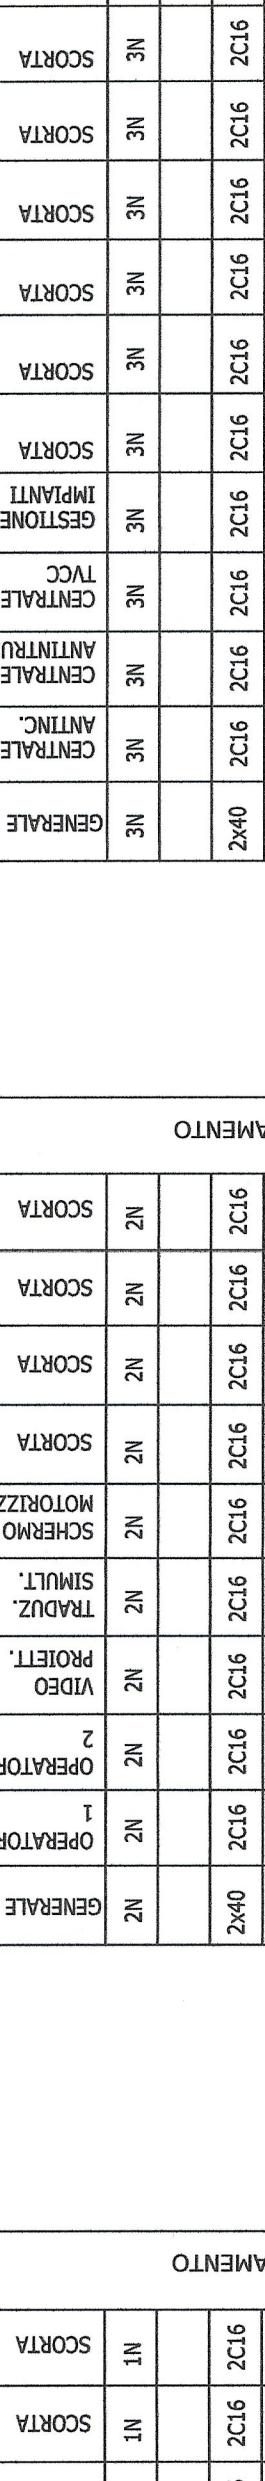 SCORTA 3N 2C16
SCORTA 3N 2C16
SCORTA 3N 2C16
SCORTA 3N 2C16
SCORTA 3N 2C16
SCORTA 3N 2C16
GESTIONE
IMPIANTI 3N 2C16
CENTRALE
TVCC 3N 2C16
CENTRALE
ANTINTRU 3N 2C16
CENTRALE
ANTINC. 3N 2C16
GENERALE 3N 2x40
AMENTO
SCORTA 2N 2C16
SCORTA 2N 2C16
SCORTA 2N 2C16
SCORTA 2N 2C16
SCHERMO
MOTORIZZ 2N 2C16
TRADUZ.
SIMULT. 2N 2C16
VIDEO
PROIETT. 2N 2C16
OPERATOR
2 2N 2C16
OPERATOR
1 2N 2C16
GENERALE 2N 2x40
AMENTO
SCORTA 1N 2C16
SCORTA 1N 2C16